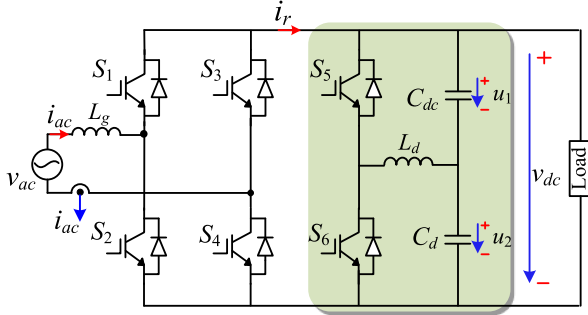 i_r
S_1
S_3
S_5
+
+
C_dc
u_1
-
i_ac
L_g
L_d
v_ac
v_dc
Load
i_ac
S_2
S_4
S_6
C_d
+
u_2
-
-